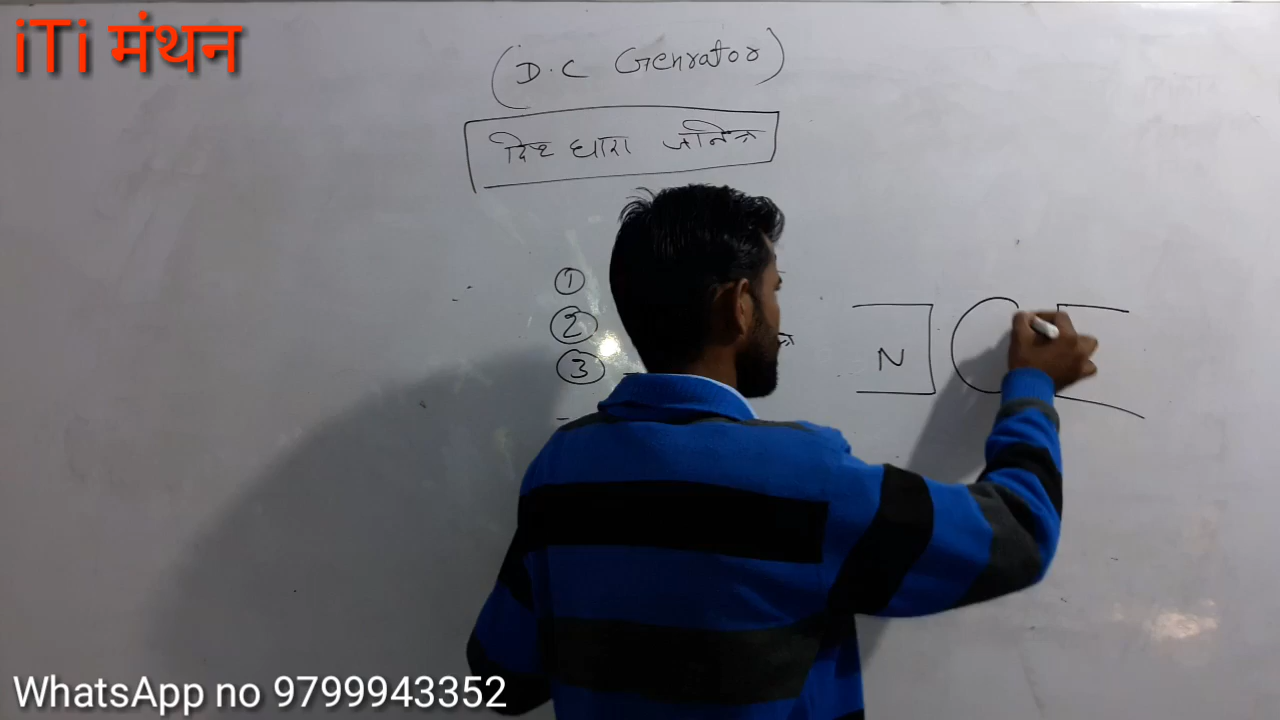 iTi मंथन
(D.C Genrator)
दिष्ट धारा जनित्र
①
②
③
N
WhatsApp no 9799943352